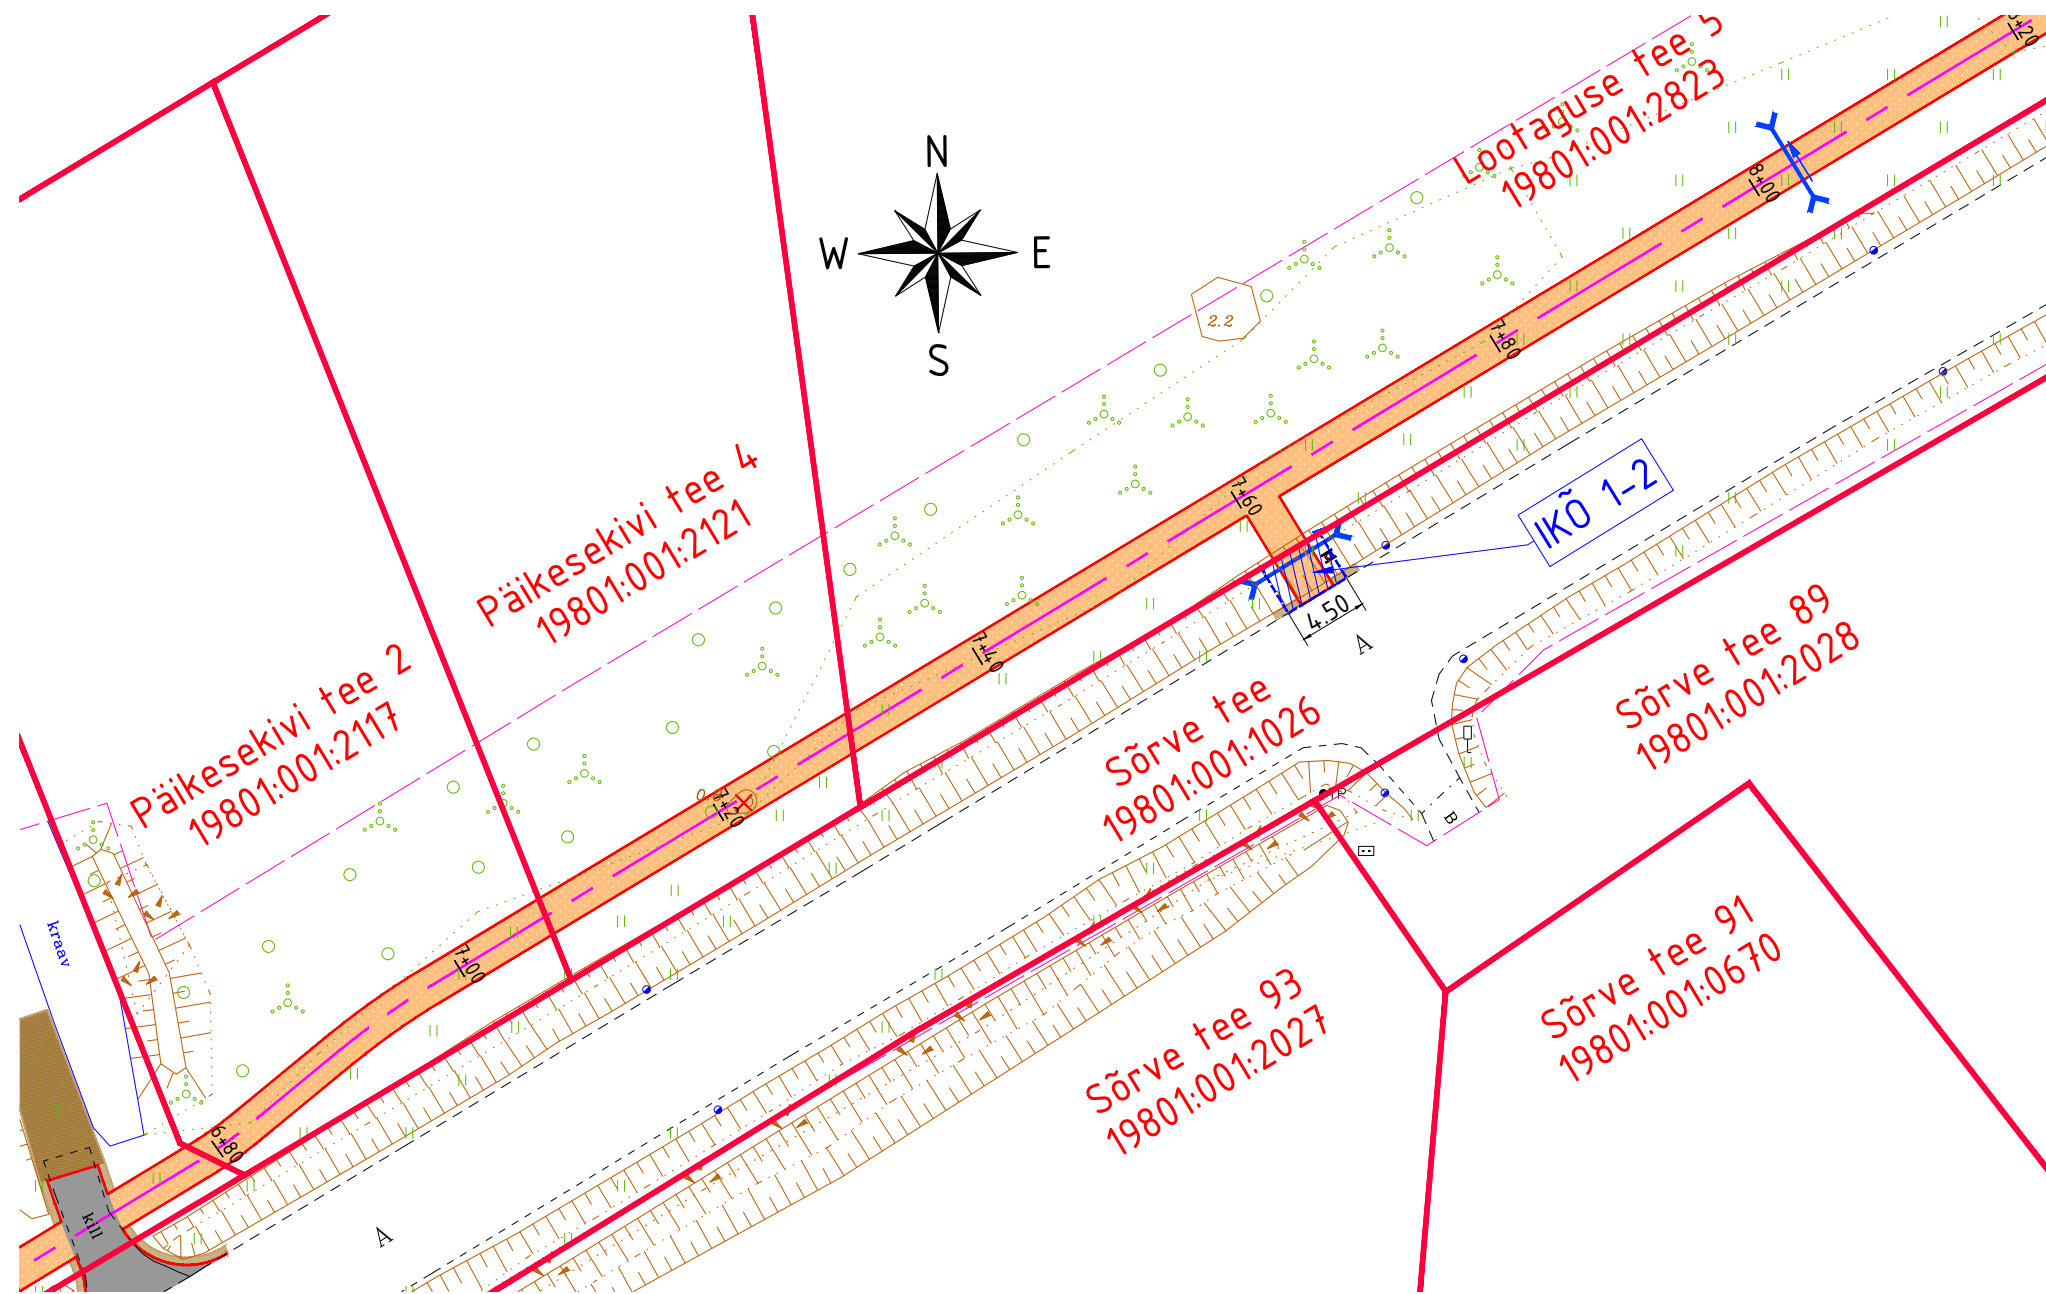 Lootaguse tee 5
19801:001:2823
8+20
8+00
N
W
E
S
2.2
7+80
IKÕ 1-2
7+60
4.50
A
Päikesekivi tee 4
19801:001:2121
7+40
Päikesekivi tee 2
19801:001:2117
7+20
Sõrve tee
19801:001:1026
Sõrve tee 89
19801:001:2028
B
kraav
7+00
Sõrve tee 91
19801:001:0670
Sõrve tee 93
19801:001:2027
6+80
kill
A